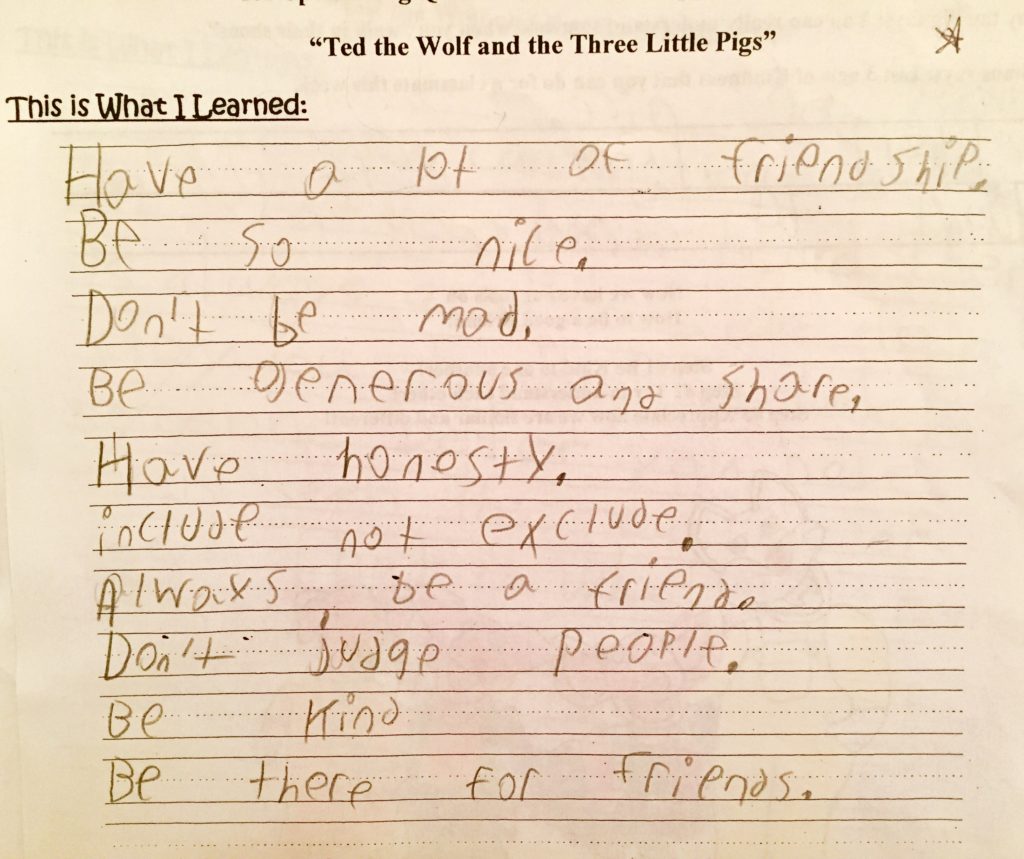 “Ted the Wolf and the Three Little Pigs”
This is What I Learned:
Have a lot of friendship.
Be so nice.
Don't be mad.
Be generous and share.
Have honesty.
include not exclude.
Always be a friend.
Don't judge people.
Be kind
Be there for friends.